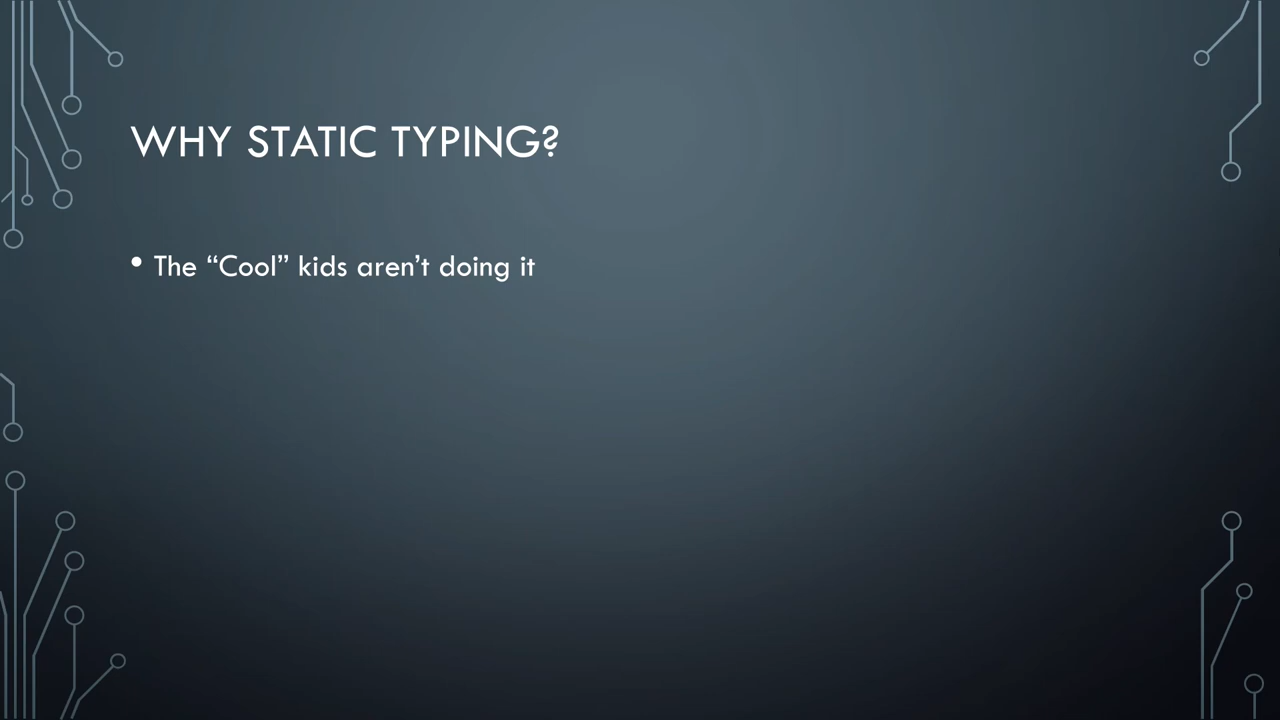 WHY STATIC TYPING?
• The “Cool” kids aren’t doing it